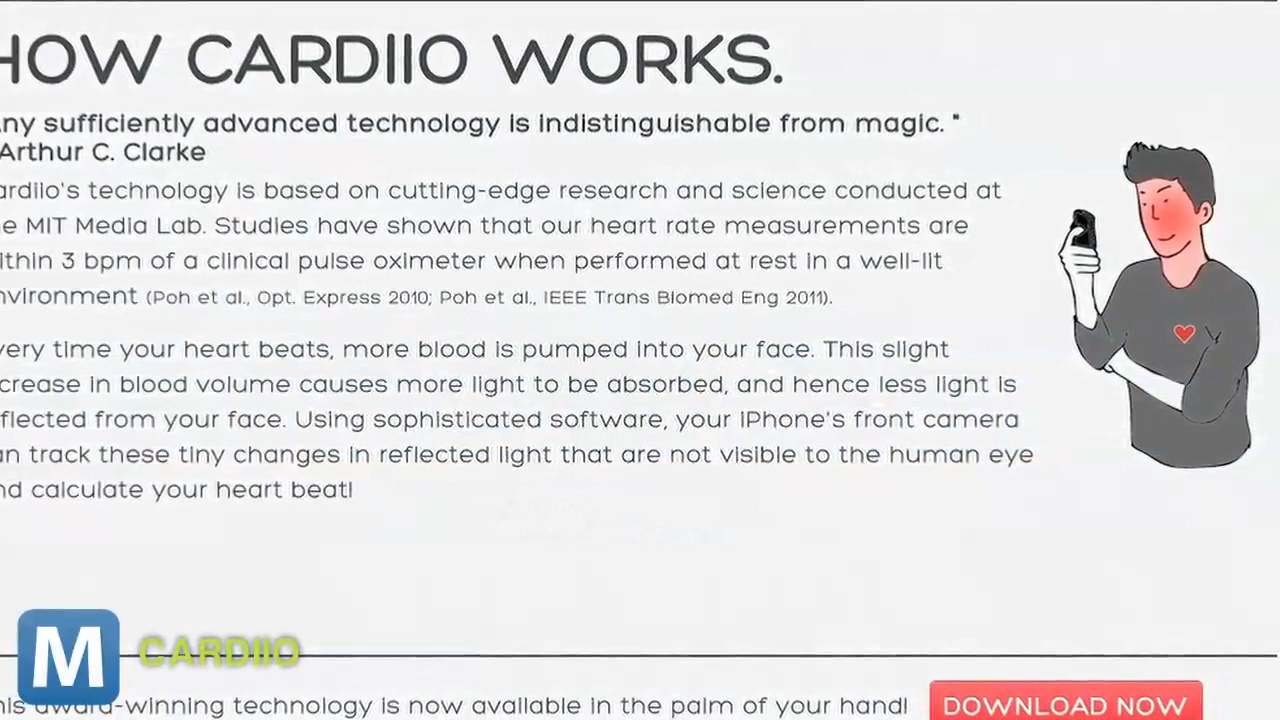 HOW CARDIIO WORKS.
ny sufficiently advanced technology is indistinguishable from magic. "
Arthur C. Clarke
ardiio's technology is based on cutting-edge research and science conducted at
e MIT Media Lab. Studies have shown that our heart rate measurements are
ithin 3 bpm of a clinical pulse oximeter when performed at rest in a well-lit
nvironment (Poh et al., Opt. Express 2010; Poh et al., IEEE Trans Biomed Eng 2011).
very time your heart beats, more blood is pumped into your face. This slight
crease in blood volume causes more light to be absorbed, and hence less light is
flected from your face. Using sophisticated software, your iPhone's front camera
an track these tiny changes in reflected light that are not visible to the human eye
nd calculate your heart beat!
M CARDIIO
his award-winning technology is now available in the palm of your hand!
DOWNLOAD NOW